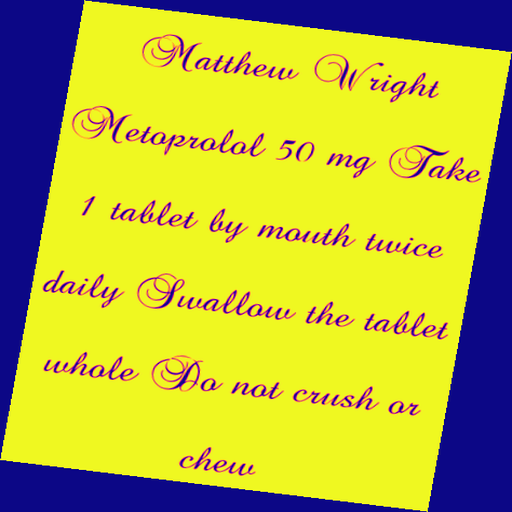 Matthew Wright
Metoprolol 50 mg Take
1 tablet by mouth twice
daily Swallow the tablet
whole Do not crush or
chew